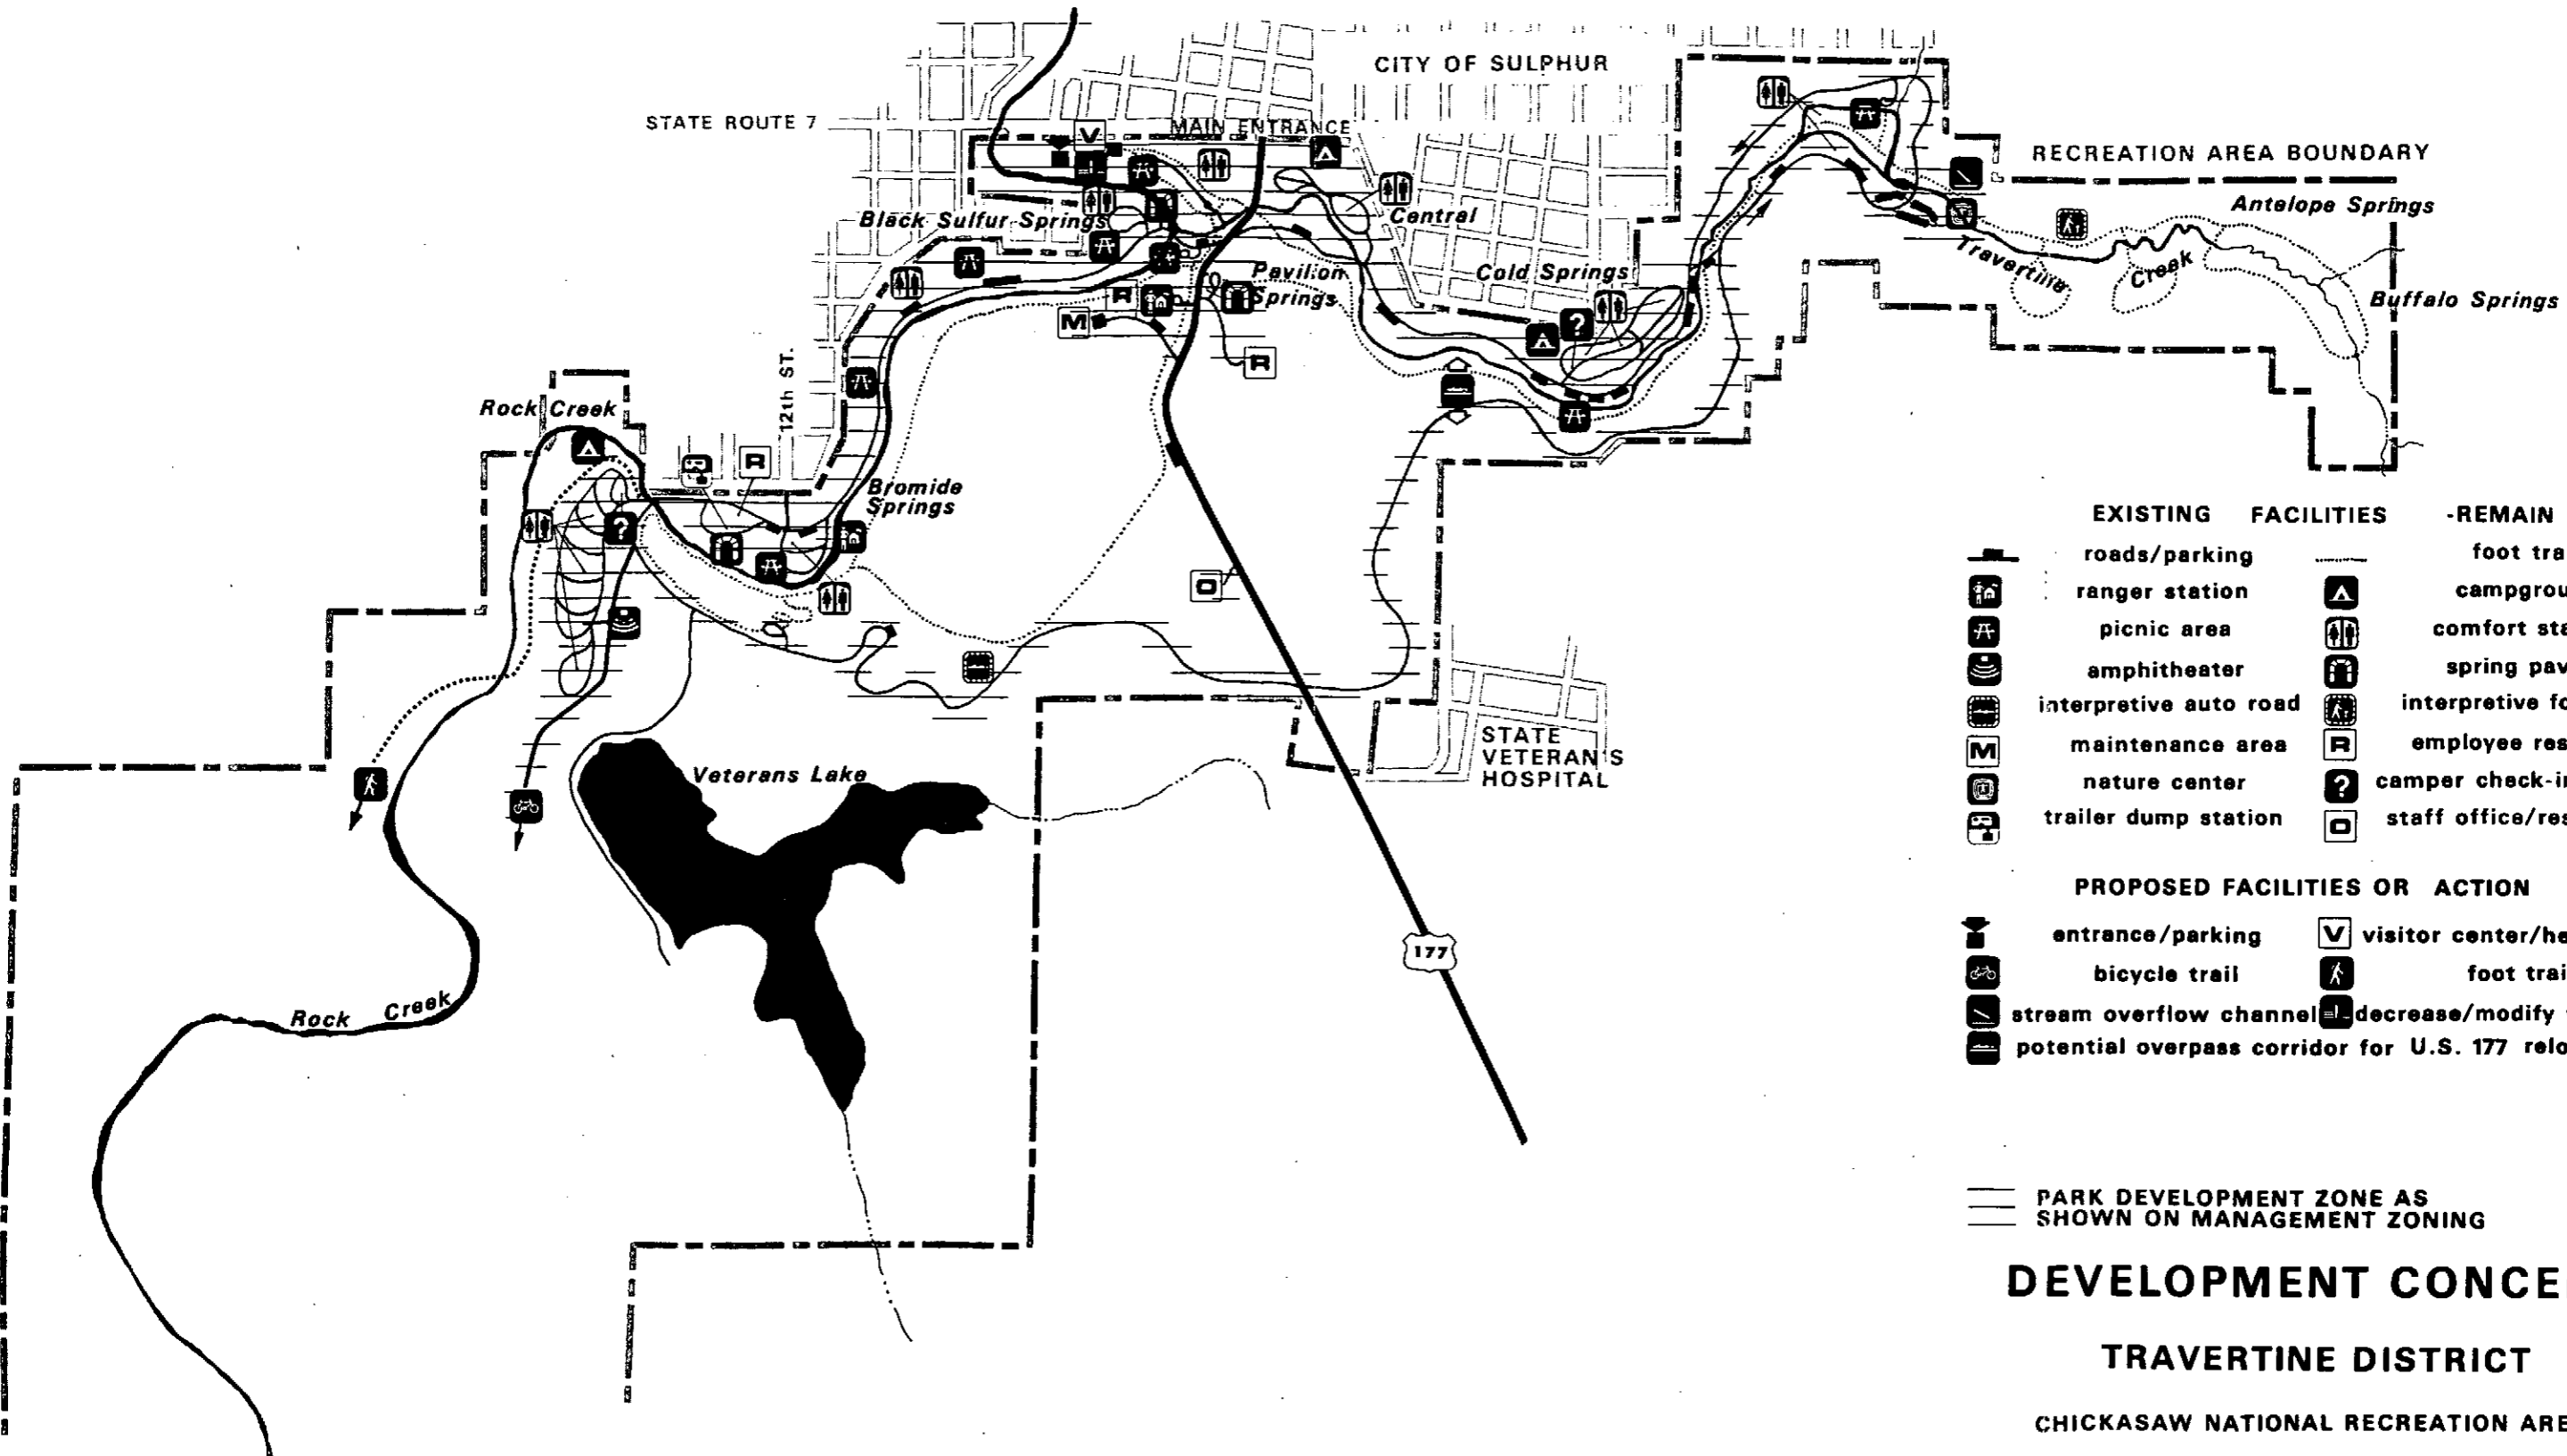 CITY OF SULPHUR
STATE ROUTE 7
MAIN ENTRANCE
V
RECREATION AREA BOUNDARY
Antelope Springs
Black Sulfur Springs
Central
Pavilion
Springs
Cold Springs
Travertine
Creek
Buffalo Springs
R
M
R
?
12th ST.
Rock Creek
R
Bromide
Springs
?
O
STATE
VETERAN'S
HOSPITAL
Veterans Lake
177
Rock Creek
EXISTING FACILITIES -REMAIN
roads/parking
foot tra
ranger station
campgrou
picnic area
comfort sta
amphitheater
spring pav
interpretive auto road
interpretive fo
M maintenance area
R employee res
nature center
? camper check-i
trailer dump station
O staff office/res
PROPOSED FACILITIES OR ACTION
entrance/parking
V visitor center/he
bicycle trail
foot trai
stream overflow channel
decrease/modify
potential overpass corridor for U.S. 177 relo
PARK DEVELOPMENT ZONE AS
SHOWN ON MANAGEMENT ZONING
DEVELOPMENT CONCE
TRAVERTINE DISTRICT
CHICKASAW NATIONAL RECREATION ARE